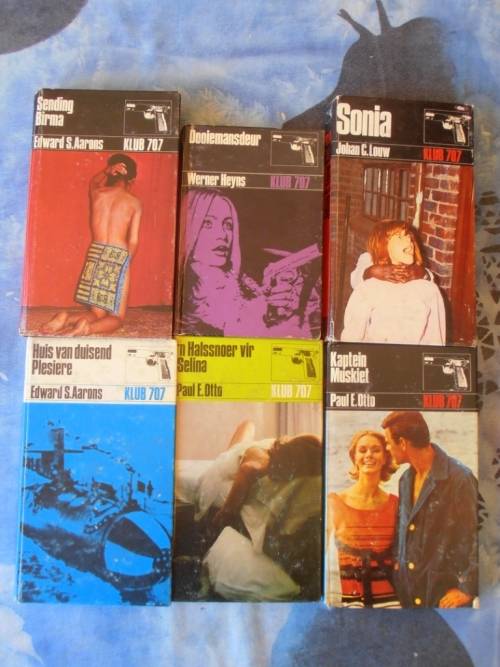 Sending
Birma
Edward S. Aarons KLUB 707
Dooiemansdeur
Werner Heyns KLUB 707
Sonia
Johan C. Louw KLUB 707
Huis van duisend
Plesiere
Edward S. Aarons KLUB 707
'n Halssnoer vir
Selina
Paul E. Otto KLUB 707
Kaptein
Muskiet
Paul E. Otto KLUB 707